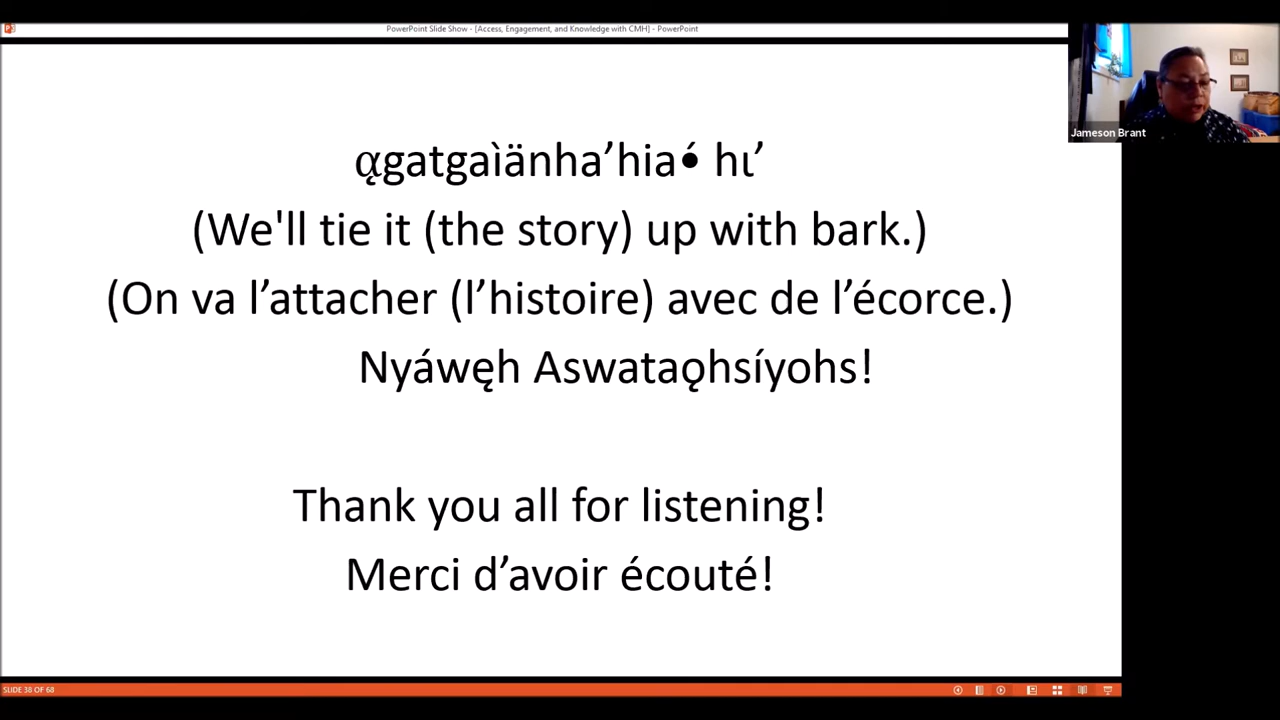 PowerPoint Slide Show - [Access, Engagement, and Knowledge with CMH] - PowerPoint
Jameson Brant
ą́gatgaìänha’hia•́ hɩ’
(We'll tie it (the story) up with bark.)
(On va l’attacher (l’histoire) avec de l’écorce.)
Nyáwęh Aswataǫhsíyohs!
Thank you all for listening!
Merci d’avoir écouté!
SLIDE 38 OF 68